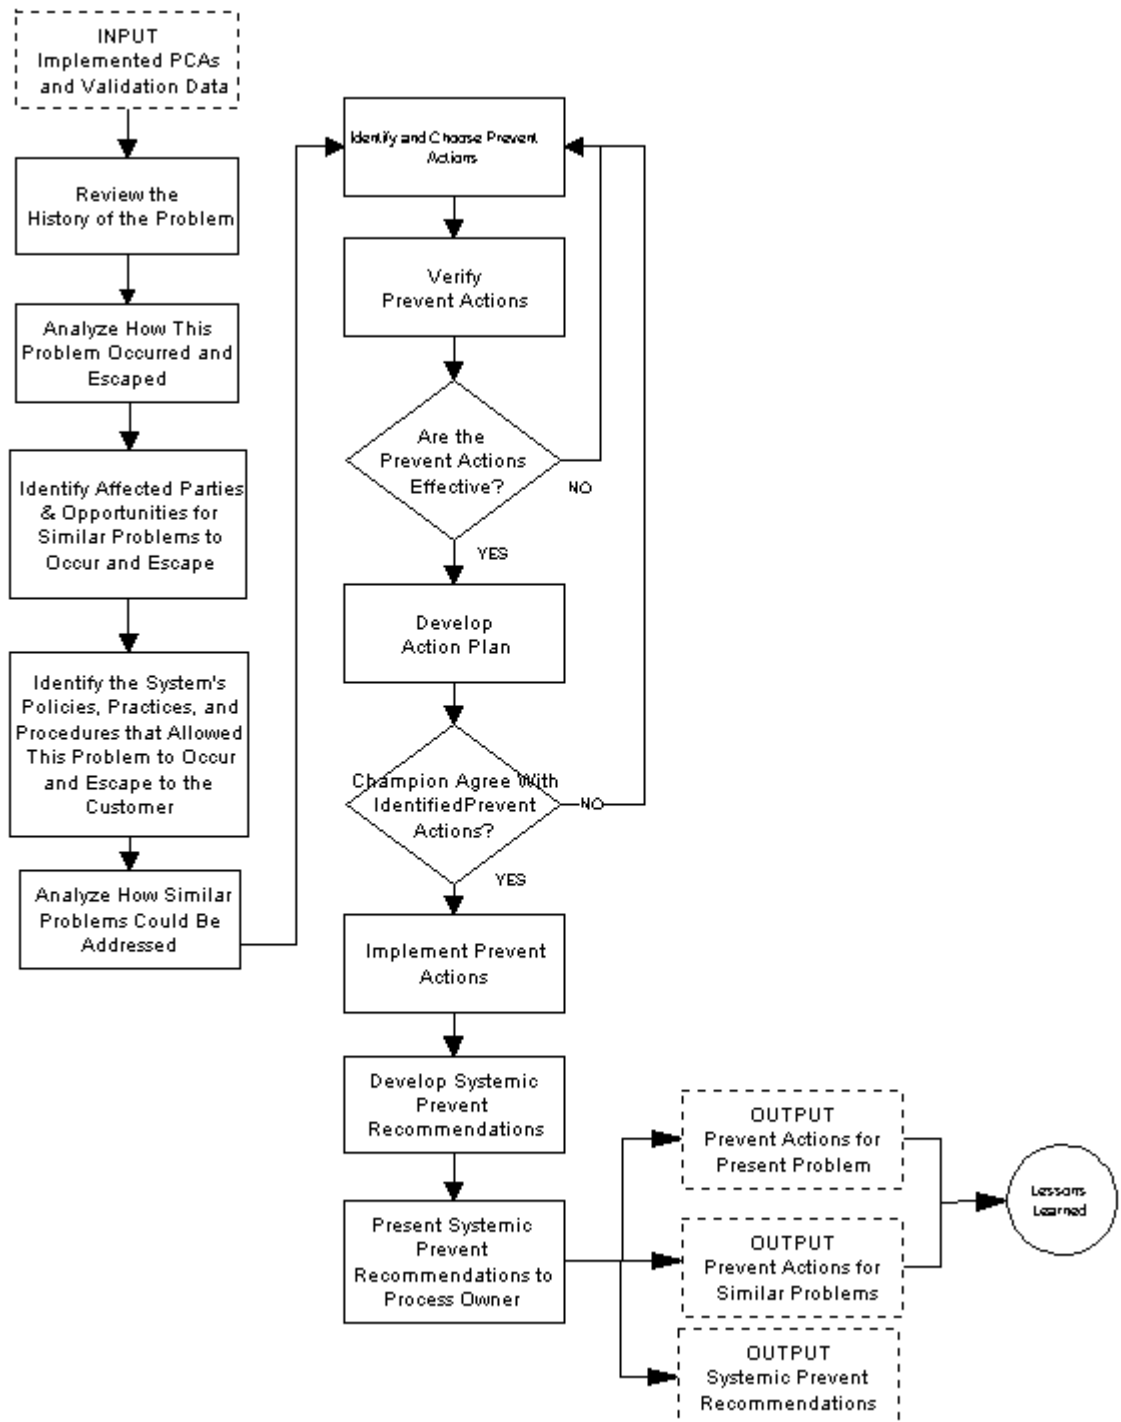 INPUT
Implemented PCAs
and Validation Data
Review the
History of the Problem
Analyze How This
Problem Occurred and
Escaped
Identify Affected Parties
& Opportunities for
Similar Problems to
Occur and Escape
Identify the System's
Policies, Practices, and
Procedures that Allowed
This Problem to Occur
and Escape to the
Customer
Analyze How Similar
Problems Could Be
Addressed
Identify and Choose Prevent
Actions
Verify
Prevent Actions
Are the
Prevent Actions
Effective?
NO
YES
Develop
Action Plan
Champion Agree With
IdentifiedPrevent
Actions?
NO
YES
Implement Prevent
Actions
Develop Systemic
Prevent
Recommendations
Present Systemic
Prevent
Recommendations to
Process Owner
OUTPUT
Prevent Actions for
Present Problem
OUTPUT
Prevent Actions for
Similar Problems
OUTPUT
Systemic Prevent
Recommendations
Lessons
Learned